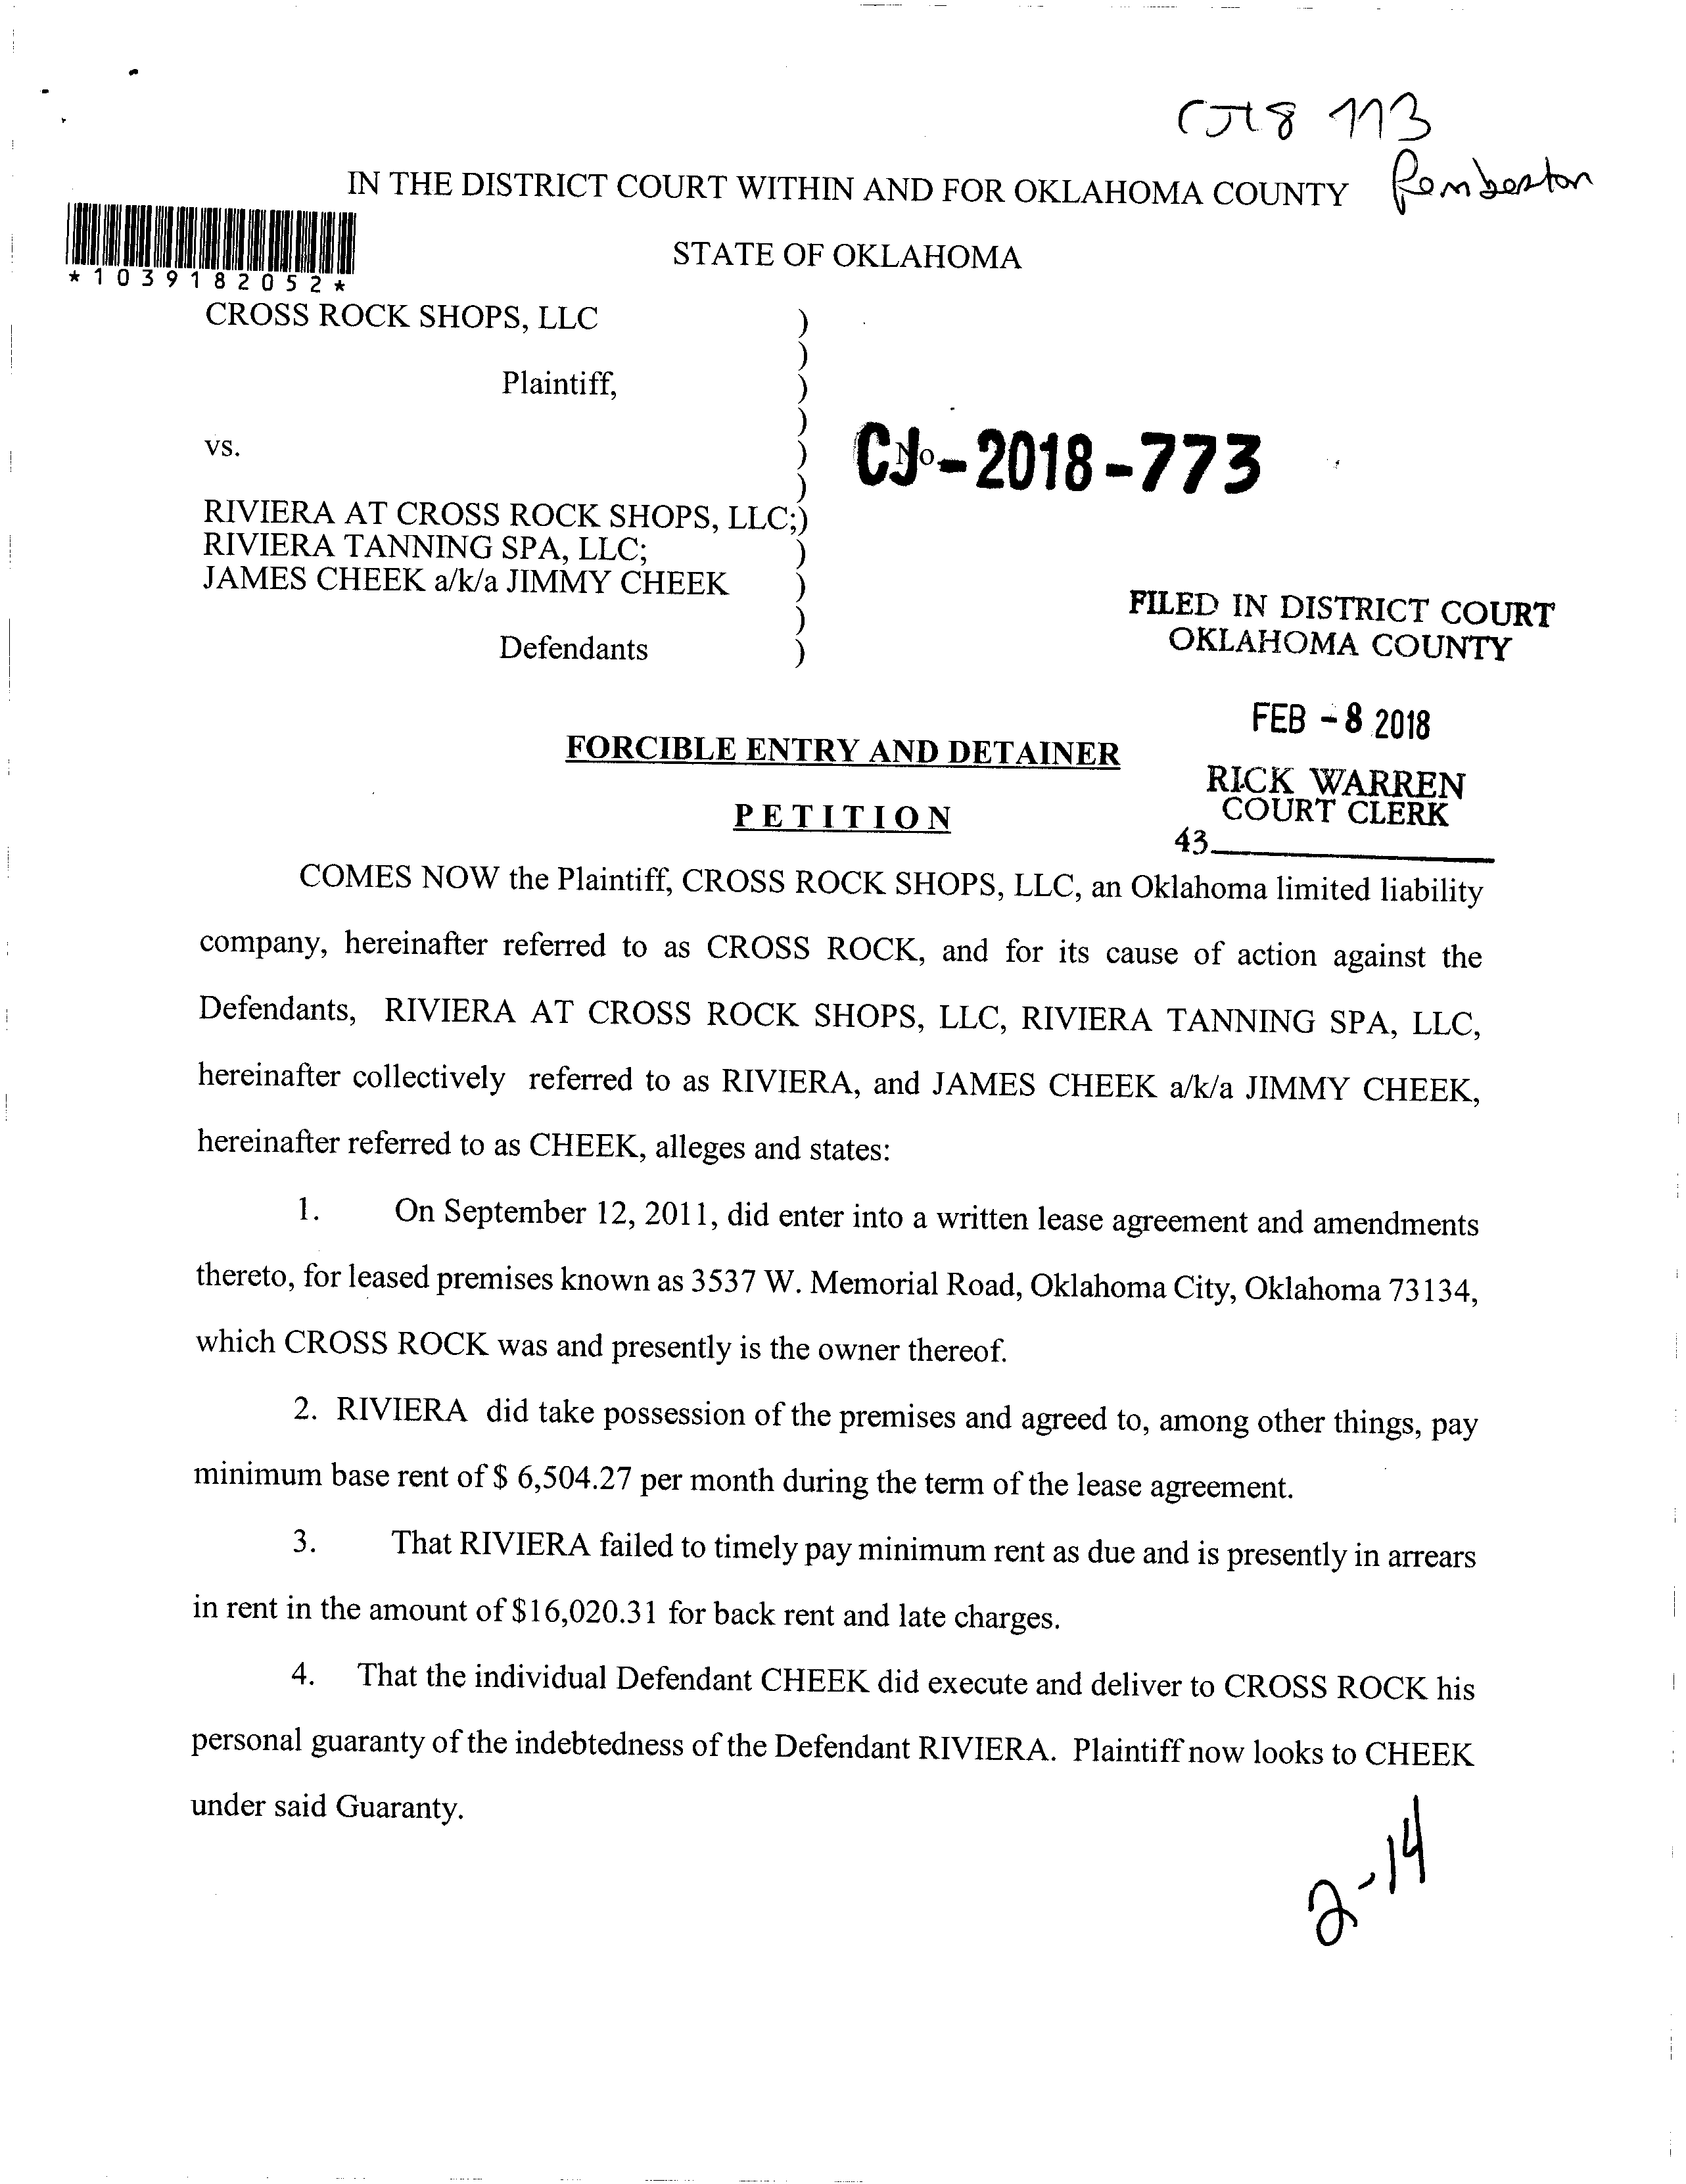 CJ18 773
Pemberton
IN THE DISTRICT COURT WITHIN AND FOR OKLAHOMA COUNTY
STATE OF OKLAHOMA
*1039182052*
CROSS ROCK SHOPS, LLC )
)
Plaintiff, )
)
vs. )
)
RIVIERA AT CROSS ROCK SHOPS, LLC;)
RIVIERA TANNING SPA, LLC; )
JAMES CHEEK a/k/a JIMMY CHEEK )
)
Defendants )
No.
CJ-2018-773
FILED IN DISTRICT COURT
OKLAHOMA COUNTY
FEB -8 2018
RICK WARREN
COURT CLERK
43
FORCIBLE ENTRY AND DETAINER
PETITION
COMES NOW the Plaintiff, CROSS ROCK SHOPS, LLC, an Oklahoma limited liability
company, hereinafter referred to as CROSS ROCK, and for its cause of action against the
Defendants, RIVIERA AT CROSS ROCK SHOPS, LLC, RIVIERA TANNING SPA, LLC,
hereinafter collectively referred to as RIVIERA, and JAMES CHEEK a/k/a JIMMY CHEEK,
hereinafter referred to as CHEEK, alleges and states:
1. On September 12, 2011, did enter into a written lease agreement and amendments
thereto, for leased premises known as 3537 W. Memorial Road, Oklahoma City, Oklahoma 73134,
which CROSS ROCK was and presently is the owner thereof.
2. RIVIERA did take possession of the premises and agreed to, among other things, pay
minimum base rent of $ 6,504.27 per month during the term of the lease agreement.
3. That RIVIERA failed to timely pay minimum rent as due and is presently in arrears
in rent in the amount of $16,020.31 for back rent and late charges.
4. That the individual Defendant CHEEK did execute and deliver to CROSS ROCK his
personal guaranty of the indebtedness of the Defendant RIVIERA. Plaintiff now looks to CHEEK
under said Guaranty.
2-14